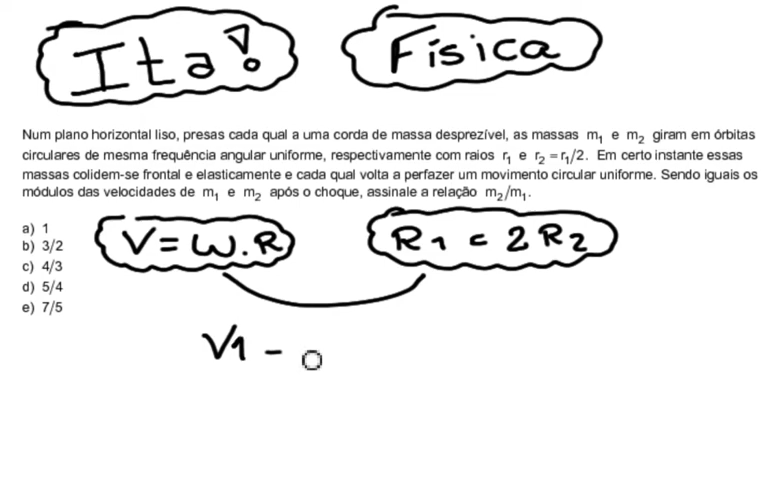 Ita!
Física
Num plano horizontal liso, presas cada qual a uma corda de massa desprezível, as massas m₁ e m₂ giram em órbitas
circulares de mesma frequência angular uniforme, respectivamente com raios r₁ e r₂ = r₁/2. Em certo instante essas
massas colidem-se frontal e elasticamente e cada qual volta a perfazer um movimento circular uniforme. Sendo iguais os
módulos das velocidades de m₁ e m₂ após o choque, assinale a relação m₂/m₁.
a) 1
b) 3/2
c) 4/3
d) 5/4
e) 7/5
V = W.R
R1 = 2R2
V1 -